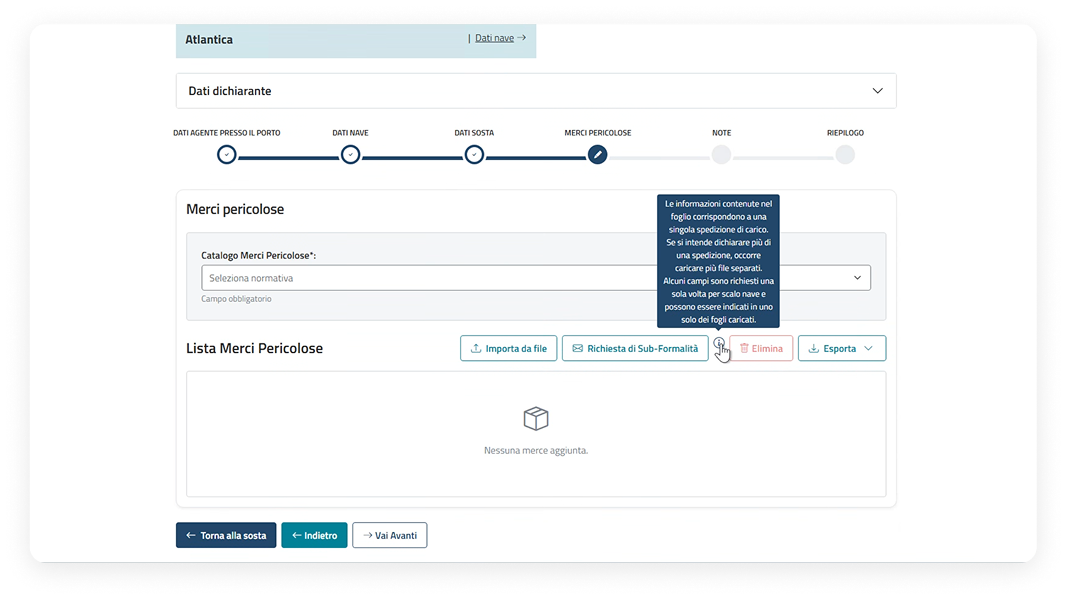 Atlantica
| Dati nave →
Dati dichiarante
DATI AGENTE PRESSO IL PORTO
DATI NAVE
DATI SOSTA
MERCI PERICOLOSE
NOTE
RIEPILOGO
Merci pericolose
Le informazioni contenute nel
foglio corrispondono a una
singola spedizione di carico.
Se si intende dichiarare più di
una spedizione, occorre
caricare più file separati.
Alcuni campi sono richiesti una
sola volta per scalo nave e
possono essere indicati in uno
solo dei fogli caricati.
Catalogo Merci Pericolose*:
Seleziona normativa
Campo obbligatorio
Lista Merci Pericolose
Importa da file
Richiesta di Sub-Formalità
Elimina
Esporta
Nessuna merce aggiunta.
← Torna alla sosta
← Indietro
→ Vai Avanti